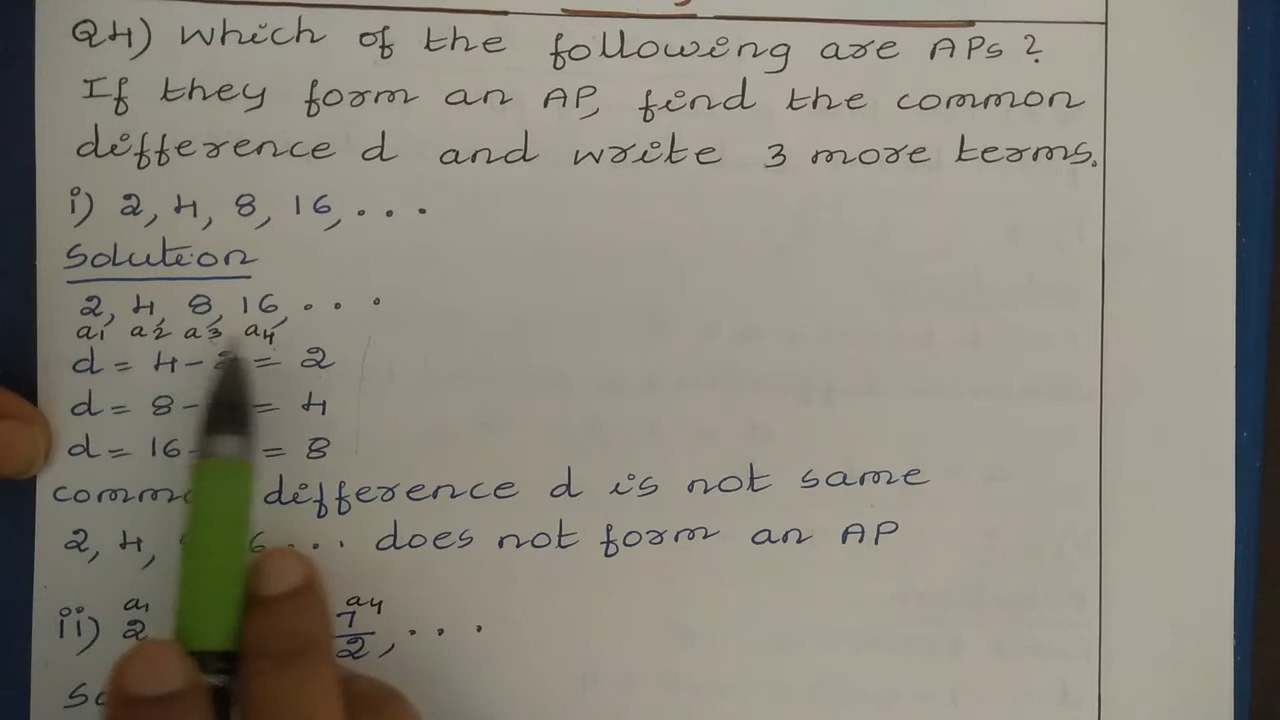 Q4) Which of the following are APs?
If they form an AP, find the common
difference d and write 3 more terms.
i) 2, 4, 8, 16, . . .
Solution
2, 4, 8, 16, . . .
a1 a2 a3 a4
d = 4 - 2 = 2
d = 8 - = 4
d = 16 - = 8
difference d is not same
2, 4, . . . does not form an AP
a1 a4
ii) 2 7/2, . . .